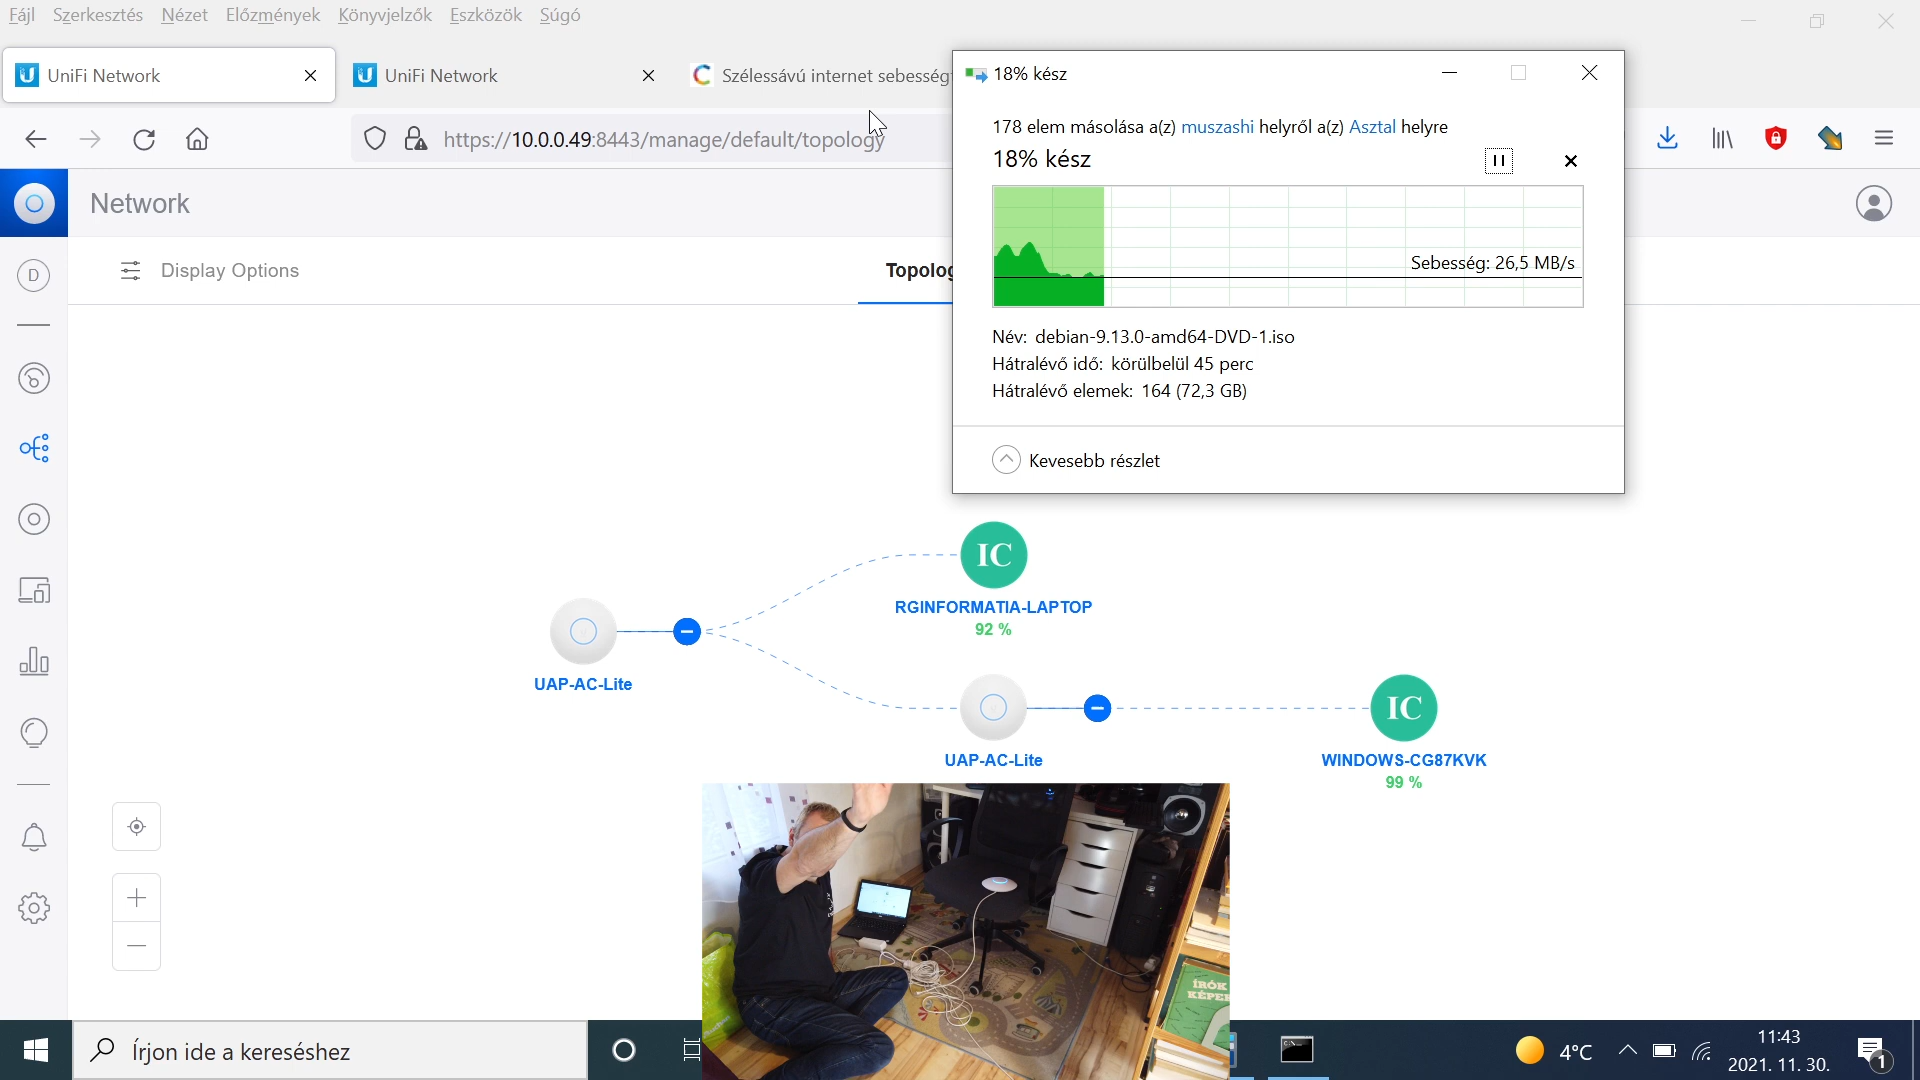 Fájl Szerkesztés Nézet Előzmények Könyvjelzők Eszközök Súgó
UniFi Network
UniFi Network
Szélessávú internet sebesség
https://10.0.0.49:8443/manage/default/topology
18% kész
178 elem másolása a(z) muszashi helyről a(z) Asztal helyre
18% kész
Sebesség: 26,5 MB/s
Név: debian-9.13.0-amd64-DVD-1.iso
Hátralévő idő: körülbelül 45 perc
Hátralévő elemek: 164 (72,3 GB)
Kevesebb részlet
Network
Display Options
Topolog
D
IC
RGINFORMATIA-LAPTOP
92 %
UAP-AC-Lite
UAP-AC-Lite
IC
WINDOWS-CG87KVK
99 %
ÍRÓK
KÉPE
Írjon ide a kereséshez
4°C
11:43
2021. 11. 30.
1